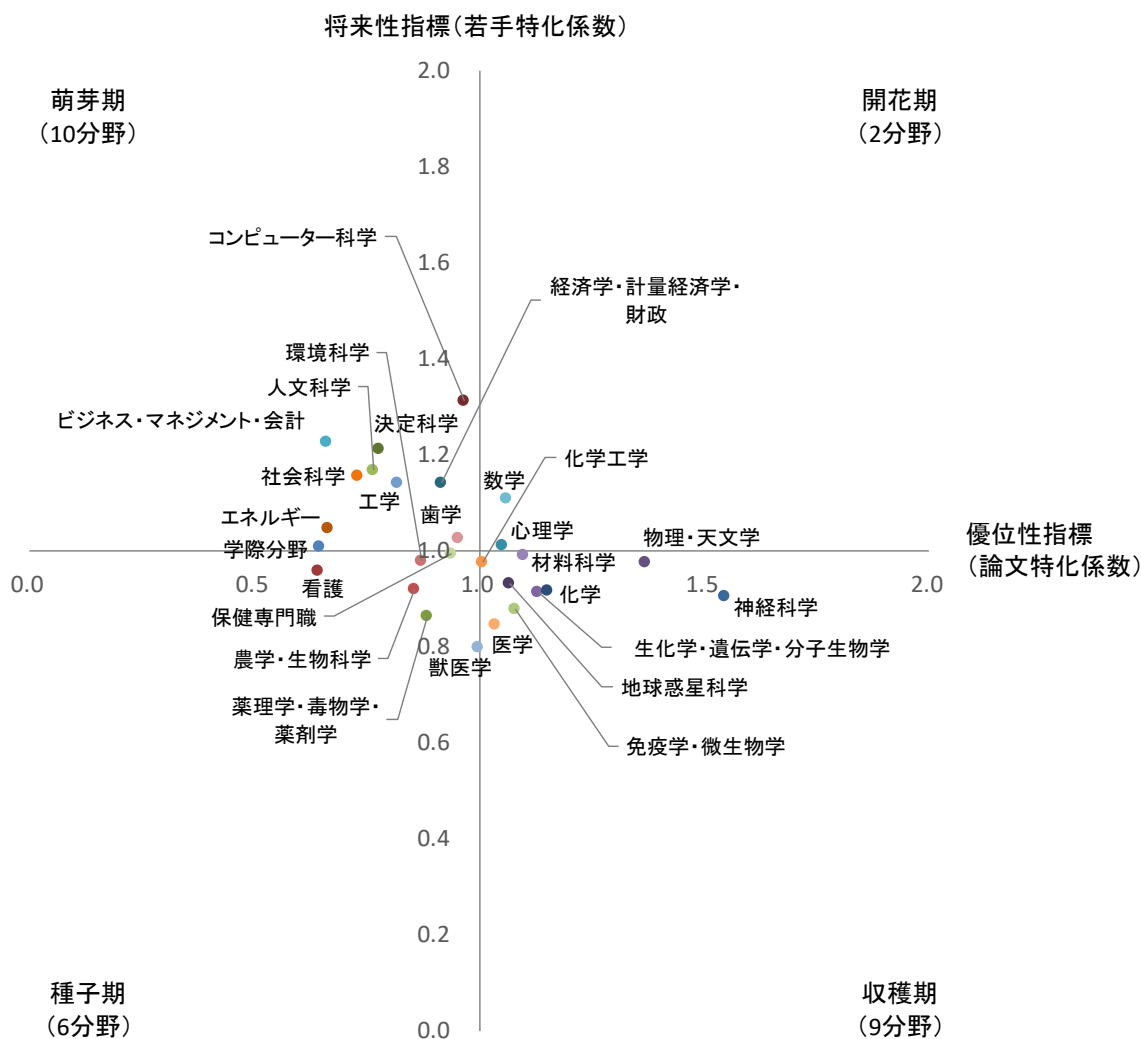 将来性指標(若手特化係数)
2.0
萌芽期
(10分野)
開花期
(2分野)
1.8
コンピューター科学
1.6
経済学・計量経済学・
財政
環境科学
1.4
人文科学
ビジネス・マネジメント・会計
決定科学
1.2
化学工学
社会科学
工学
数学
歯学
エネルギー
心理学
物理・天文学
優位性指標
(論文特化係数)
学際分野
1.0
材料科学
0.0
0.5
1.0
1.5
2.0
看護
化学
神経科学
保健専門職
農学・生物科学
0.8
獣医学
医学
生化学・遺伝学・分子生物学
地球惑星科学
薬理学・毒物学・
薬剤学
0.6
免疫学・微生物学
0.4
0.2
種子期
(6分野)
収穫期
(9分野)
0.0